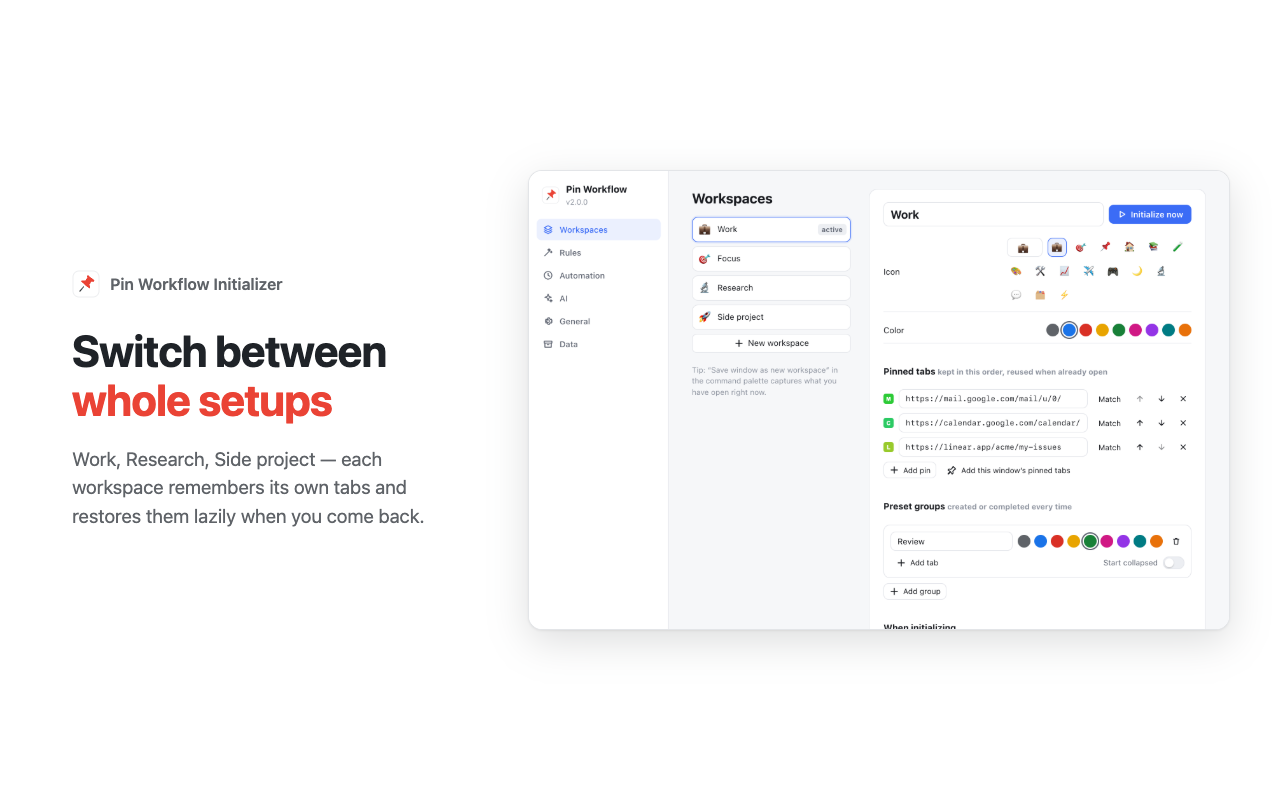 Pin Workflow Initializer
Switch between
whole setups
Work, Research, Side project — each
workspace remembers its own tabs and
restores them lazily when you come back.
Pin Workflow
v2.0.0
Workspaces
Rules
Automation
AI
General
Data
Workspaces
Work active
Focus
Research
Side project
New workspace
Tip: “Save window as new workspace” in
the command palette captures what you
have open right now.
Work Initialize now
Icon
Color
Pinned tabs kept in this order, reused when already open
M https://mail.google.com/mail/u/0/ Match
C https://calendar.google.com/calendar/ Match
L https://linear.app/acme/my-issues Match
Add pin Add this window's pinned tabs
Preset groups created or completed every time
Review
Add tab Start collapsed
Add group
When initializing